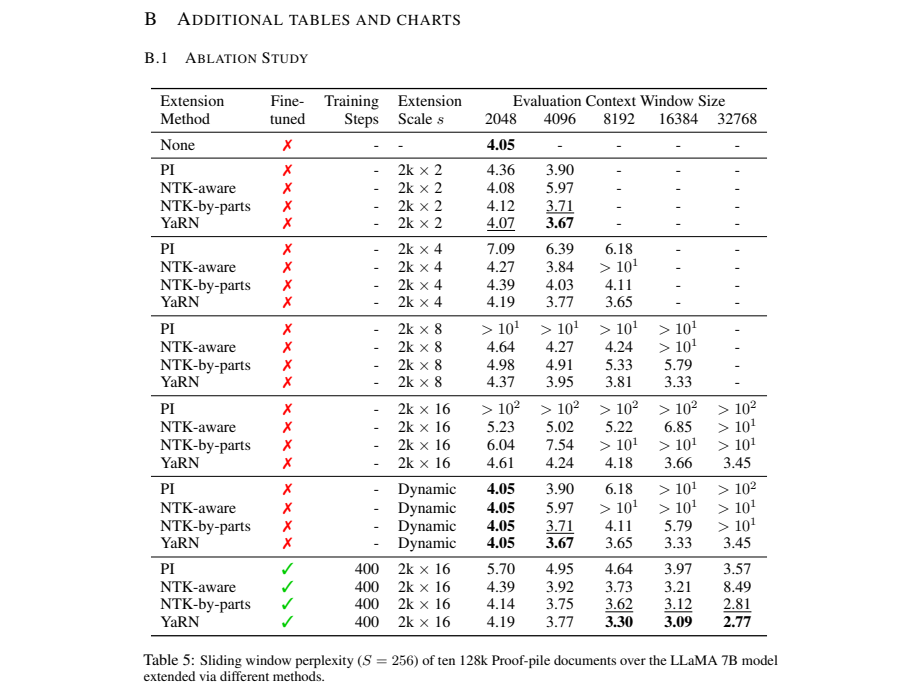 B ADDITIONAL TABLES AND CHARTS
B.1 ABLATION STUDY
Extension Fine- Training Extension Evaluation Context Window Size
Method tuned Steps Scale s 2048 4096 8192 16384 32768
None ✗ - - 4.05 - - - -
PI ✗ - 2k × 2 4.36 3.90 - - -
NTK-aware ✗ - 2k × 2 4.08 5.97 - - -
NTK-by-parts ✗ - 2k × 2 4.12 3.71 - - -
YaRN ✗ - 2k × 2 4.07 3.67 - - -
PI ✗ - 2k × 4 7.09 6.39 6.18 - -
NTK-aware ✗ - 2k × 4 4.27 3.84 > 10¹ - -
NTK-by-parts ✗ - 2k × 4 4.39 4.03 4.11 - -
YaRN ✗ - 2k × 4 4.19 3.77 3.65 - -
PI ✗ - 2k × 8 > 10¹ > 10¹ > 10¹ > 10¹ -
NTK-aware ✗ - 2k × 8 4.64 4.27 4.24 > 10¹ -
NTK-by-parts ✗ - 2k × 8 4.98 4.91 5.33 5.79 -
YaRN ✗ - 2k × 8 4.37 3.95 3.81 3.33 -
PI ✗ - 2k × 16 > 10² > 10² > 10² > 10² > 10²
NTK-aware ✗ - 2k × 16 5.23 5.02 5.22 6.85 > 10¹
NTK-by-parts ✗ - 2k × 16 6.04 7.54 > 10¹ > 10¹ > 10¹
YaRN ✗ - 2k × 16 4.61 4.24 4.18 3.66 3.45
PI ✗ - Dynamic 4.05 3.90 6.18 > 10¹ > 10²
NTK-aware ✗ - Dynamic 4.05 5.97 > 10¹ > 10¹ > 10¹
NTK-by-parts ✗ - Dynamic 4.05 3.71 4.11 5.79 > 10¹
YaRN ✗ - Dynamic 4.05 3.67 3.65 3.33 3.45
PI ✓ 400 2k × 16 5.70 4.95 4.64 3.97 3.57
NTK-aware ✓ 400 2k × 16 4.39 3.92 3.73 3.21 8.49
NTK-by-parts ✓ 400 2k × 16 4.14 3.75 3.62 3.12 2.81
YaRN ✓ 400 2k × 16 4.19 3.77 3.30 3.09 2.77
Table 5: Sliding window perplexity (S = 256) of ten 128k Proof-pile documents over the LLaMA 7B model
extended via different methods.